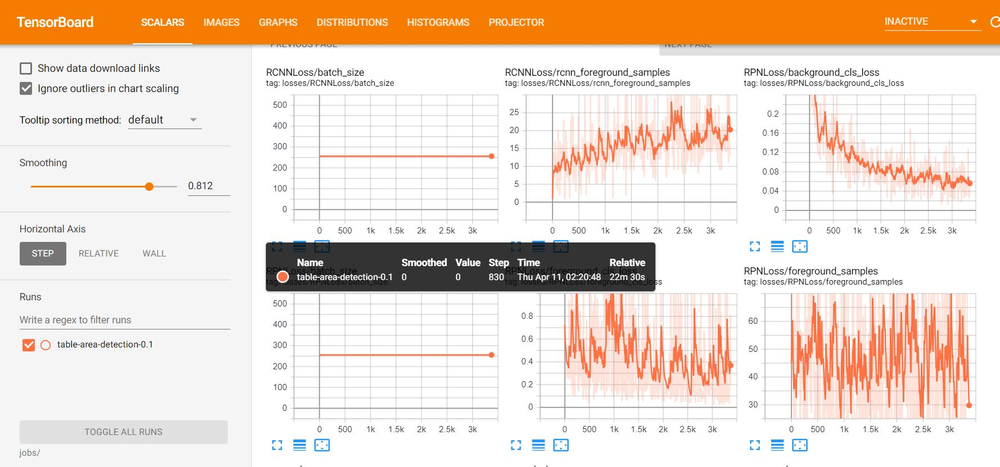 TensorBoard
SCALARS
IMAGES
GRAPHS
DISTRIBUTIONS
HISTOGRAMS
PROJECTOR
INACTIVE
Show data download links
Ignore outliers in chart scaling
Tooltip sorting method: default
Smoothing
0.812
Horizontal Axis
STEP
RELATIVE
WALL
Runs
Write a regex to filter runs
table-area-detection-0.1
TOGGLE ALL RUNS
jobs/
PREVIOUS PAGE
NEXT PAGE
RCNNLoss/batch_size
tag: losses/RCNNLoss/batch_size
500
400
300
200
100
0
0 500 1k 1.5k 2k 2.5k 3k
RCNNLoss/rcnn_foreground_samples
tag: losses/RCNNLoss/rcnn_foreground_samples
25
20
15
10
5
0
0 500 1k 1.5k 2k 2.5k 3k
RPNLoss/background_cls_loss
tag: losses/RPNLoss/background_cls_loss
0.2
0.16
0.12
0.08
0.04
0
0 500 1k 1.5k 2k 2.5k 3k
Name Smoothed Value Step Time Relative
table-area-detection-0.1 0 0 830 Thu Apr 11, 02:20:48 22m 30s
RPNLoss/batch_size
tag: losses/RPNLoss/batch_size
500
400
300
200
100
0
0 500 1k 1.5k 2k 2.5k 3k
RPNLoss/foreground_cls_loss
tag: losses/RPNLoss/foreground_cls_loss
0.8
0.6
0.4
0.2
0
0 500 1k 1.5k 2k 2.5k 3k
RPNLoss/foreground_samples
tag: losses/RPNLoss/foreground_samples
60
50
40
30
0 500 1k 1.5k 2k 2.5k 3k